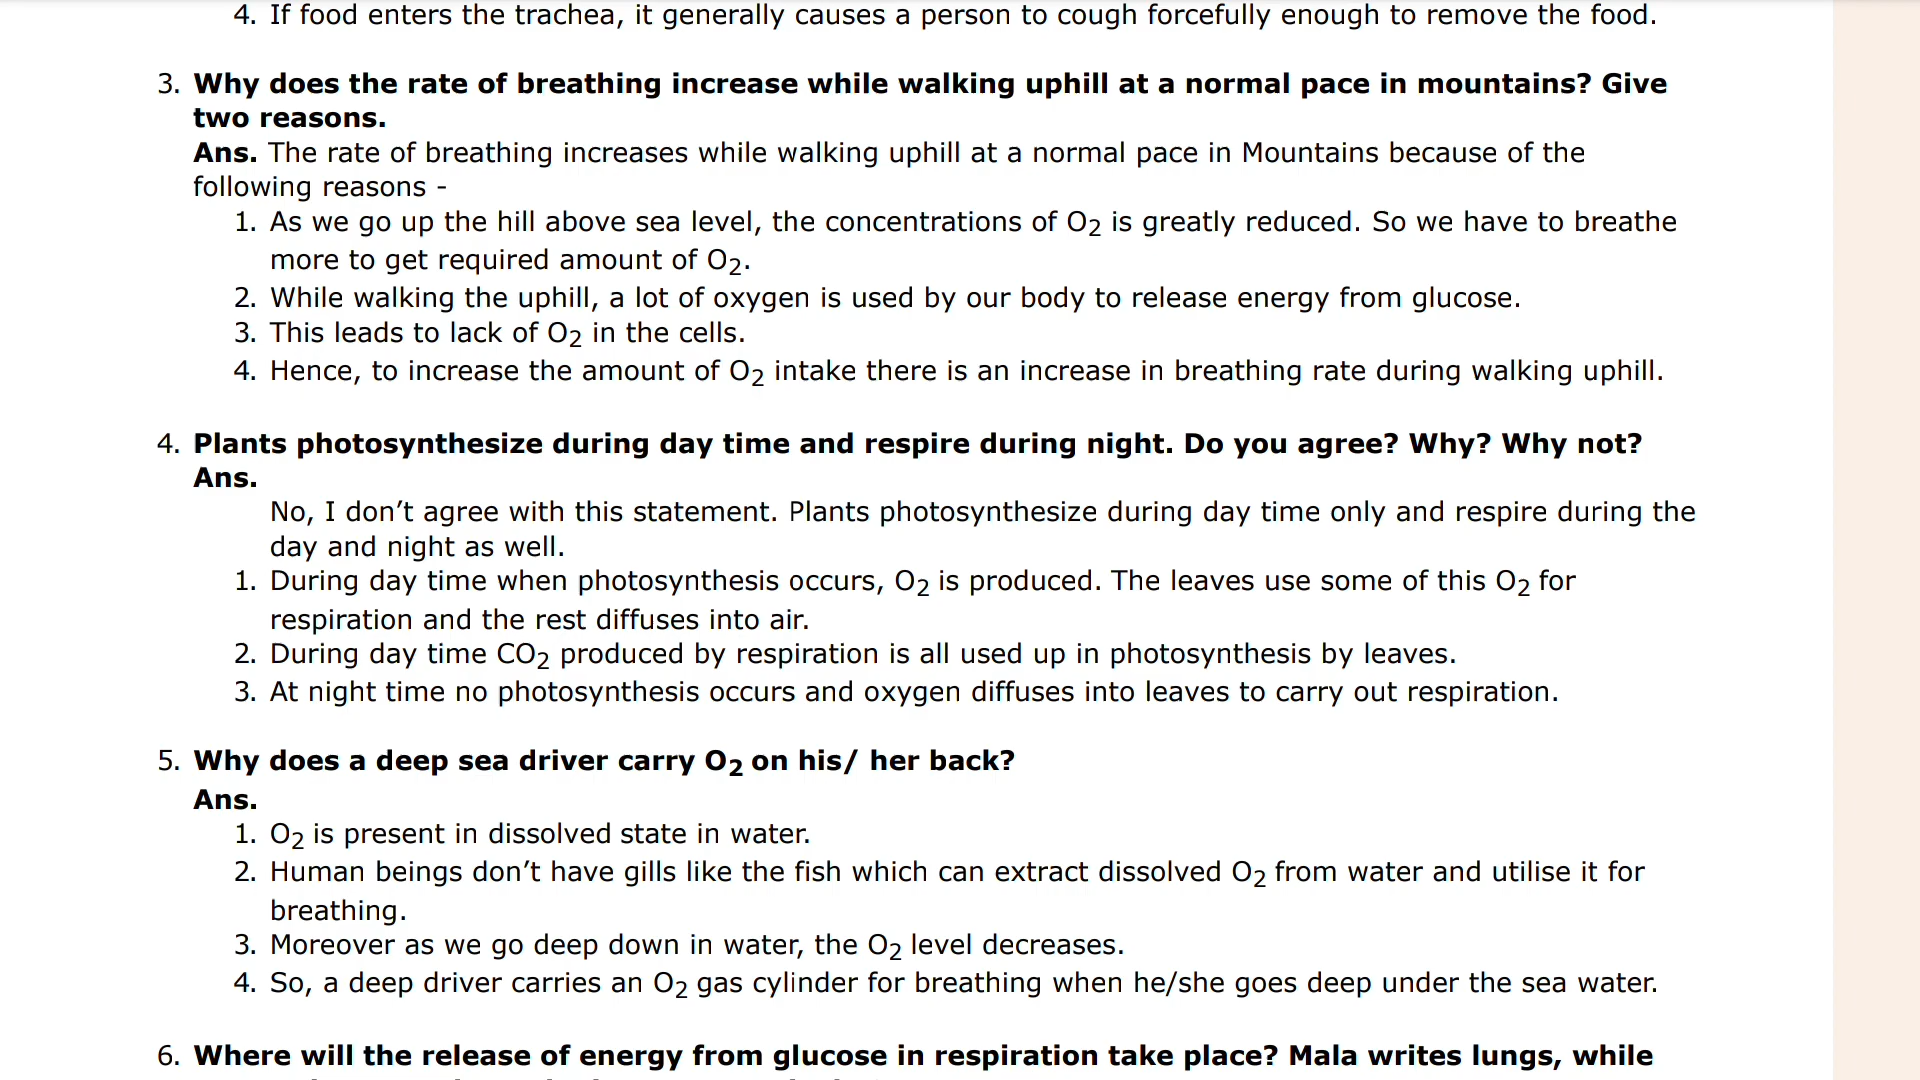 4. If food enters the trachea, it generally causes a person to cough forcefully enough to remove the food.
3. Why does the rate of breathing increase while walking uphill at a normal pace in mountains? Give
two reasons.
Ans. The rate of breathing increases while walking uphill at a normal pace in Mountains because of the
following reasons -
1. As we go up the hill above sea level, the concentrations of O2 is greatly reduced. So we have to breathe
more to get required amount of O2.
2. While walking the uphill, a lot of oxygen is used by our body to release energy from glucose.
3. This leads to lack of O2 in the cells.
4. Hence, to increase the amount of O2 intake there is an increase in breathing rate during walking uphill.
4. Plants photosynthesize during day time and respire during night. Do you agree? Why? Why not?
Ans.
No, I don’t agree with this statement. Plants photosynthesize during day time only and respire during the
day and night as well.
1. During day time when photosynthesis occurs, O2 is produced. The leaves use some of this O2 for
respiration and the rest diffuses into air.
2. During day time CO2 produced by respiration is all used up in photosynthesis by leaves.
3. At night time no photosynthesis occurs and oxygen diffuses into leaves to carry out respiration.
5. Why does a deep sea driver carry O2 on his/ her back?
Ans.
1. O2 is present in dissolved state in water.
2. Human beings don’t have gills like the fish which can extract dissolved O2 from water and utilise it for
breathing.
3. Moreover as we go deep down in water, the O2 level decreases.
4. So, a deep driver carries an O2 gas cylinder for breathing when he/she goes deep under the sea water.
6. Where will the release of energy from glucose in respiration take place? Mala writes lungs, while